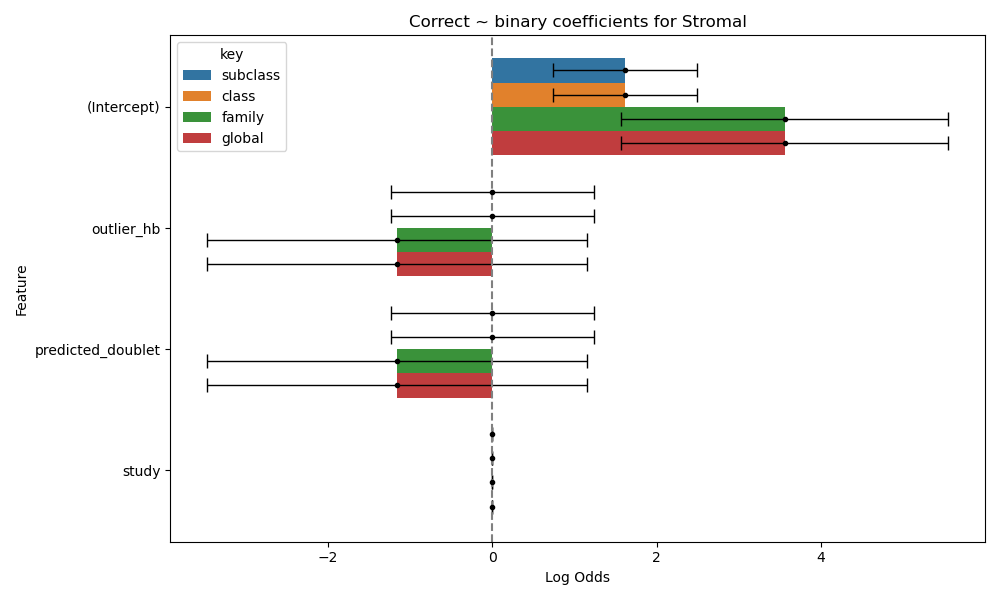 Correct ~ binary coefficients for Stromal
key
subclass
class
family
global
(Intercept)
outlier_hb
predicted_doublet
study
Feature
−2
0
2
4
Log Odds